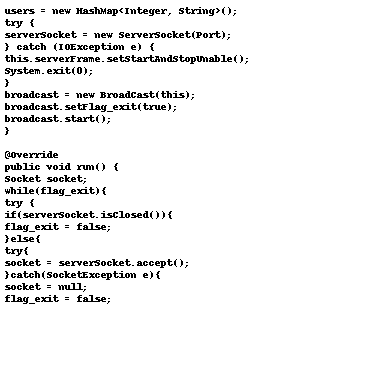 users = new HashMap<Integer, String>();
try {
serverSocket = new ServerSocket(Port);
} catch (IOException e) {
this.serverFrame.setStartAndStopUnable();
System.exit(0);
}
broadcast = new BroadCast(this);
broadcast.setFlag_exit(true);
broadcast.start();
}

@Override
public void run() {
Socket socket;
while(flag_exit){
try {
if(serverSocket.isClosed()){
flag_exit = false;
}else{
try{
socket = serverSocket.accept();
}catch(SocketException e){
socket = null;
flag_exit = false;